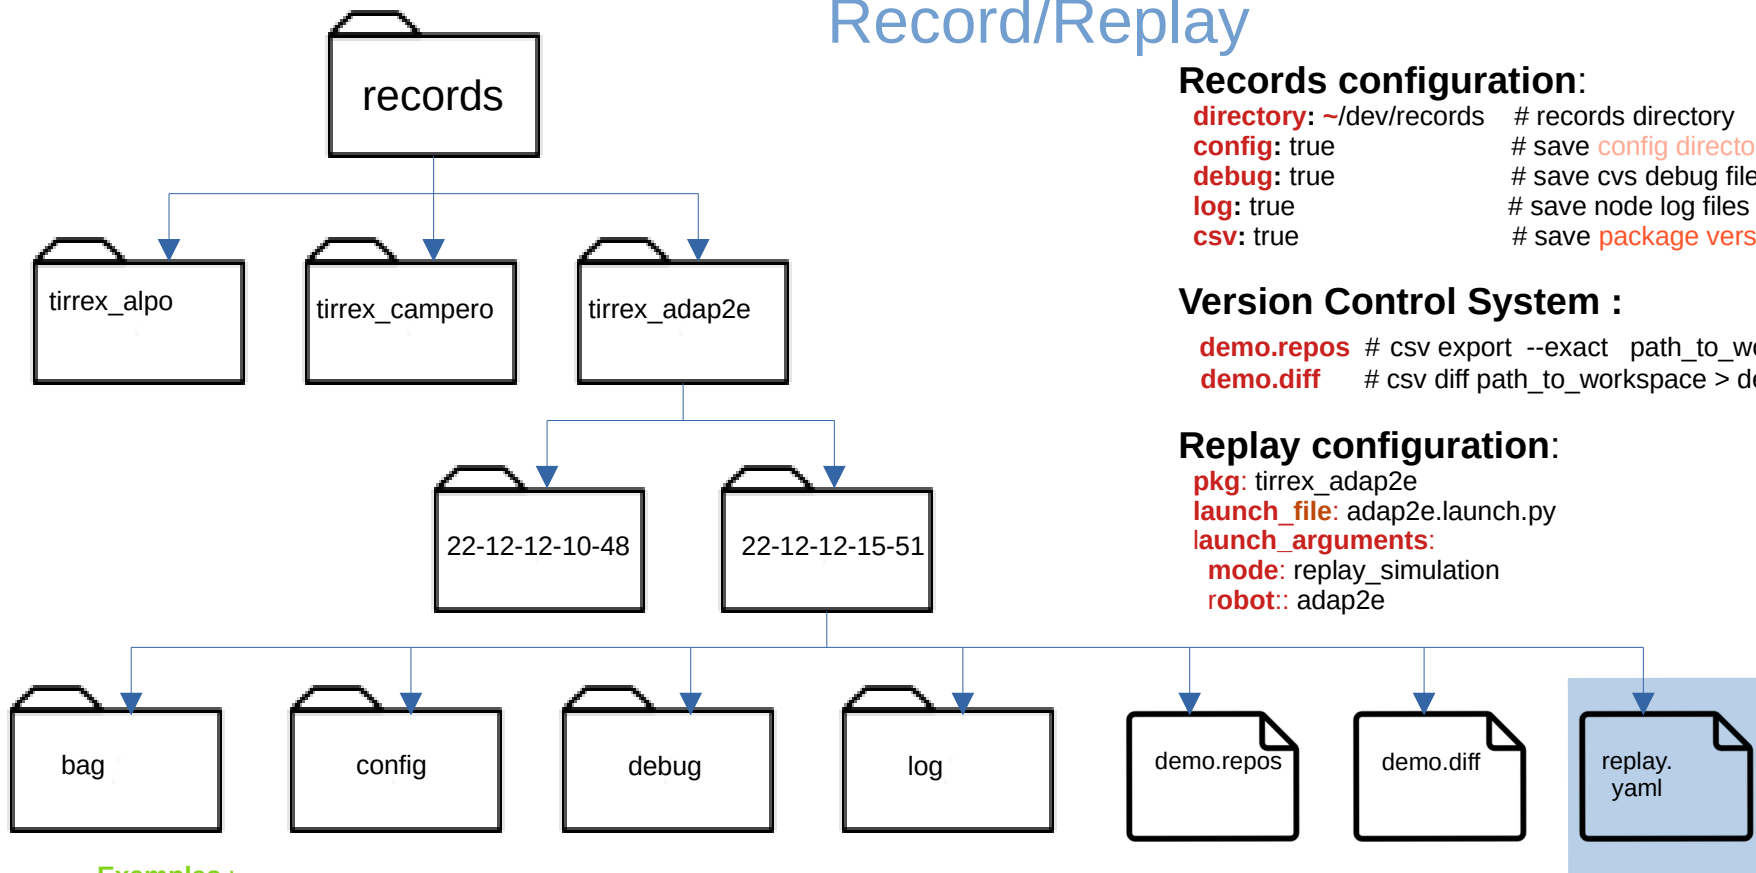 Record/Replay
records
tirrex_alpo
tirrex_campero
tirrex_adap2e
22-12-12-10-48
22-12-12-15-51
bag
config
debug
log
demo.repos
demo.diff
replay.
yaml
Records configuration:
directory: ~/dev/records # records directory
config: true # save config directo
debug: true # save cvs debug file
log: true # save node log files
csv: true # save package vers
Version Control System :
demo.repos # csv export --exact path_to_wo
demo.diff # csv diff path_to_workspace > de
Replay configuration:
pkg: tirrex_adap2e
launch_file: adap2e.launch.py
launch_arguments:
mode: replay_simulation
robot:: adap2e
Examples :